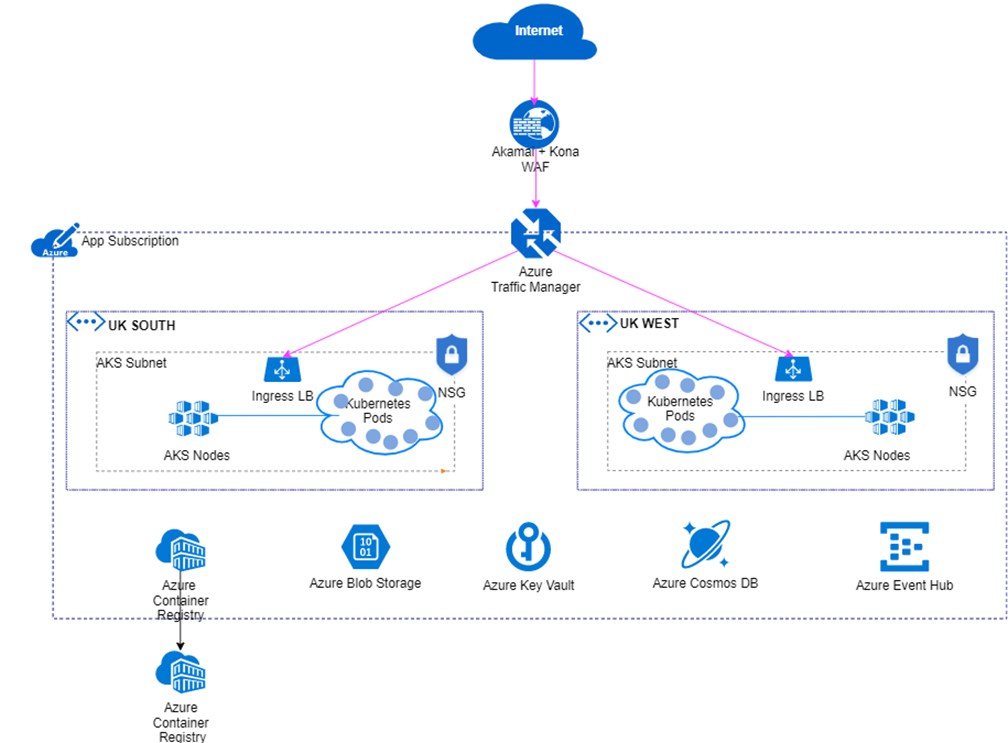 Internet
Akamai + Kona
WAF
Azure
App Subscription
Azure
Traffic Manager
UK SOUTH
UK WEST
AKS Subnet
AKS Subnet
Ingress LB
NSG
Ingress LB
NSG
Kubernetes
Pods
Kubernetes
Pods
AKS Nodes
AKS Nodes
10
01
Azure
Container
Registry
Azure Blob Storage
Azure Key Vault
Azure Cosmos DB
Azure Event Hub
Azure
Container
Registry